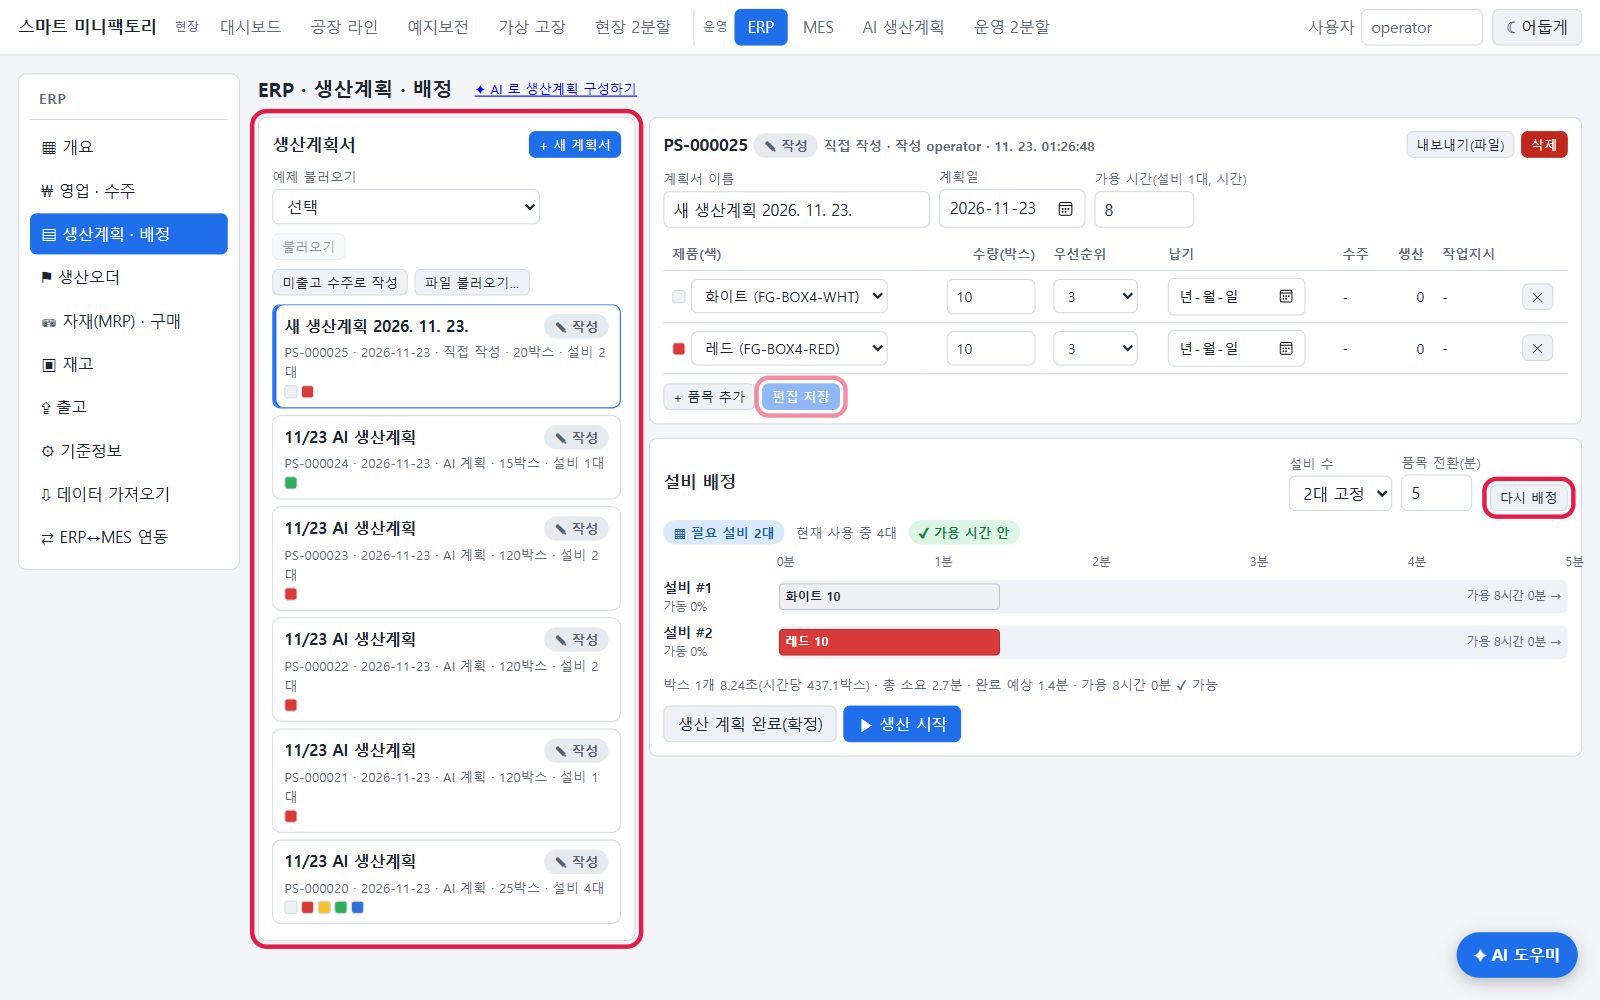 스마트 미니팩토리 현장 대시보드 공장 라인 예지보전 가상 고장 현장 2분할 운영 ERP MES AI 생산계획 운영 2분할 사용자 operator ☾ 어둡게
ERP
▦ 개요
₩ 영업 · 수주
▤ 생산계획 · 배정
⚑ 생산오더
자재(MRP) · 구매
▣ 재고
⇪ 출고
⚙ 기준정보
⇩ 데이터 가져오기
⇄ ERP↔MES 연동
ERP · 생산계획 · 배정 ✦ AI 로 생산계획 구성하기
생산계획서 + 새 계획서
예제 불러오기
선택
불러오기
미출고 수주로 작성 파일 불러오기...
새 생산계획 2026. 11. 23. ✎ 작성
PS-000025 · 2026-11-23 · 직접 작성 · 20박스 · 설비 2
대
11/23 AI 생산계획 ✎ 작성
PS-000024 · 2026-11-23 · AI 계획 · 15박스 · 설비 1대
11/23 AI 생산계획 ✎ 작성
PS-000023 · 2026-11-23 · AI 계획 · 120박스 · 설비 2
대
11/23 AI 생산계획 ✎ 작성
PS-000022 · 2026-11-23 · AI 계획 · 120박스 · 설비 2
대
11/23 AI 생산계획 ✎ 작성
PS-000021 · 2026-11-23 · AI 계획 · 120박스 · 설비 1
대
11/23 AI 생산계획 ✎ 작성
PS-000020 · 2026-11-23 · AI 계획 · 25박스 · 설비 4대
PS-000025 ✎ 작성 직접 작성 · 작성 operator · 11. 23. 01:26:48 내보내기(파일) 삭제
계획서 이름 계획일 가용 시간(설비 1대, 시간)
새 생산계획 2026. 11. 23. 2026-11-23 8
제품(색) 수량(박스) 우선순위 납기 수주 생산 작업지시
화이트 (FG-BOX4-WHT) 10 3 년-월-일 - 0 - ×
레드 (FG-BOX4-RED) 10 3 년-월-일 - 0 - ×
+ 품목 추가 편집 저장
설비 배정 설비 수 2대 고정 품목 전환(분) 5 다시 배정
▦ 필요 설비 2대 현재 사용 중 4대 ✔ 가용 시간 안
0분 1분 2분 3분 4분 5분
설비 #1 화이트 10 가용 8시간 0분 →
가동 0%
설비 #2 레드 10 가용 8시간 0분 →
가동 0%
박스 1개 8.24초(시간당 437.1박스) · 총 소요 2.7분 · 완료 예상 1.4분 · 가용 8시간 0분 ✔ 가능
생산 계획 완료(확정) ▶ 생산 시작
✦ AI 도우미